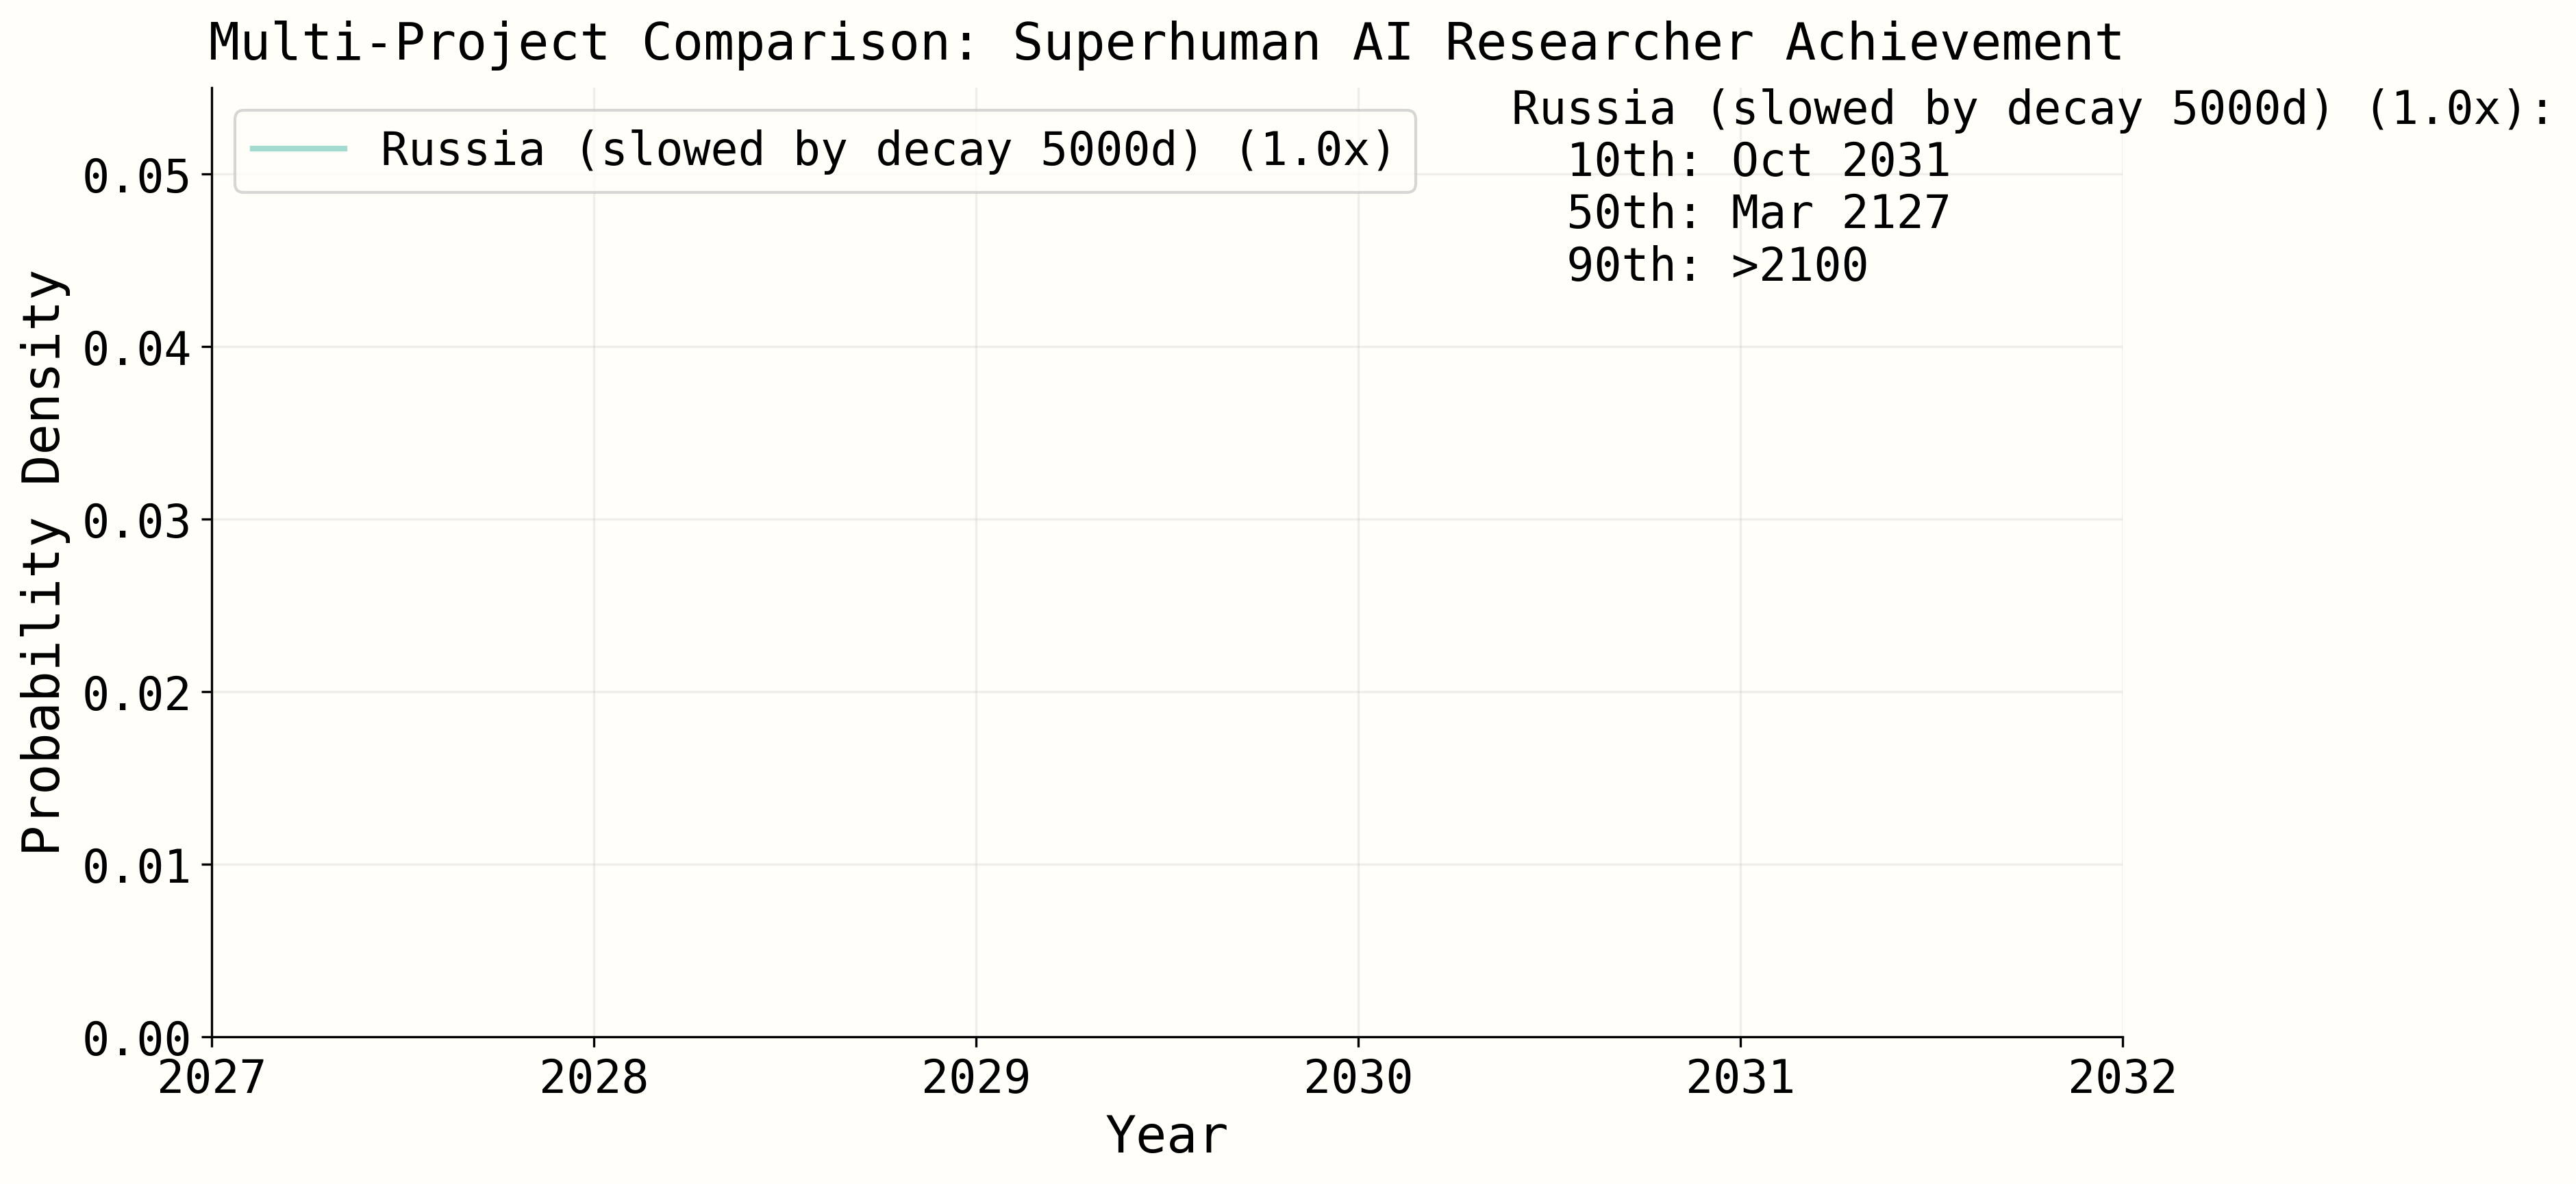 Multi-Project Comparison: Superhuman AI Researcher Achievement
Russia (slowed by decay 5000d) (1.0x)
Russia (slowed by decay 5000d) (1.0x):
10th: Oct 2031
50th: Mar 2127
90th: >2100
Probability Density
0.05
0.04
0.03
0.02
0.01
0.00
2027
2028
2029
2030
2031
2032
Year